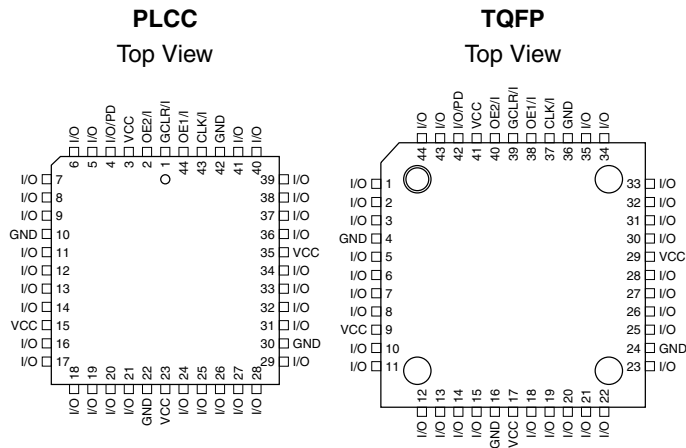 PLCC
Top View
I/O I/O I/O/PD VCC OE2/I GCLR/I OE1/I CLK/I GND I/O I/O
6 5 4 3 2 1 44 43 42 41 40
I/O 7 39 I/O
I/O 8 38 I/O
I/O 9 37 I/O
GND 10 36 I/O
I/O 11 35 VCC
I/O 12 34 I/O
I/O 13 33 I/O
I/O 14 32 I/O
VCC 15 31 I/O
I/O 16 30 GND
I/O 17 29 I/O
18 19 20 21 22 23 24 25 26 27 28
I/O I/O I/O I/O GND VCC I/O I/O I/O I/O I/O
TQFP
Top View
I/O I/O I/O/PD VCC OE2/I GCLR/I OE1/I CLK/I GND I/O I/O
44 43 42 41 40 39 38 37 36 35 34
I/O 1 33 I/O
I/O 2 32 I/O
I/O 3 31 I/O
GND 4 30 I/O
I/O 5 29 VCC
I/O 6 28 I/O
I/O 7 27 I/O
I/O 8 26 I/O
VCC 9 25 I/O
I/O 10 24 GND
I/O 11 23 I/O
12 13 14 15 16 17 18 19 20 21 22
I/O I/O I/O I/O GND VCC I/O I/O I/O I/O I/O